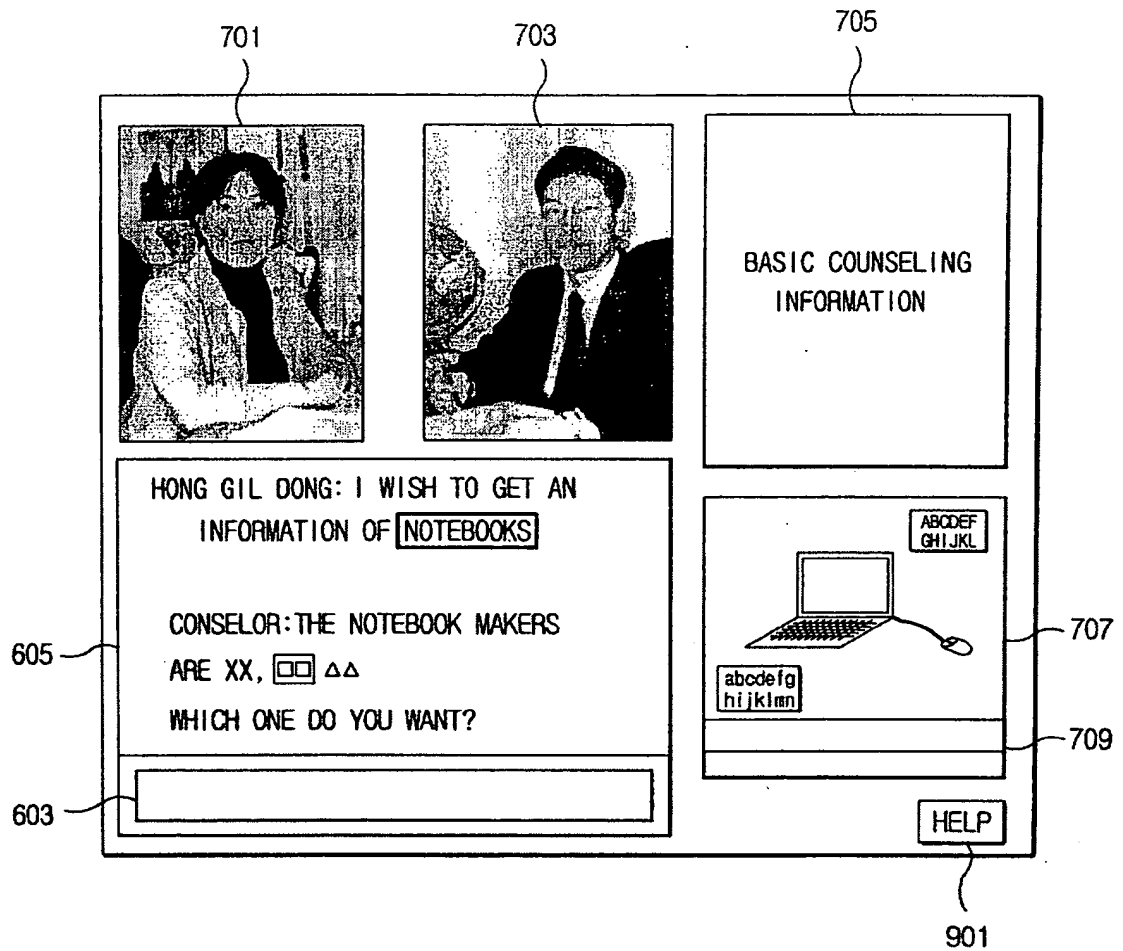 701
703
705
BASIC COUNSELING
INFORMATION
HONG GIL DONG: I WISH TO GET AN
INFORMATION OF NOTEBOOKS
CONSELOR:THE NOTEBOOK MAKERS
ARE XX, □□ △△
WHICH ONE DO YOU WANT?
605
603
ABCDEF
GHIJKL
abcdefg
hijklmn
707
709
HELP
901